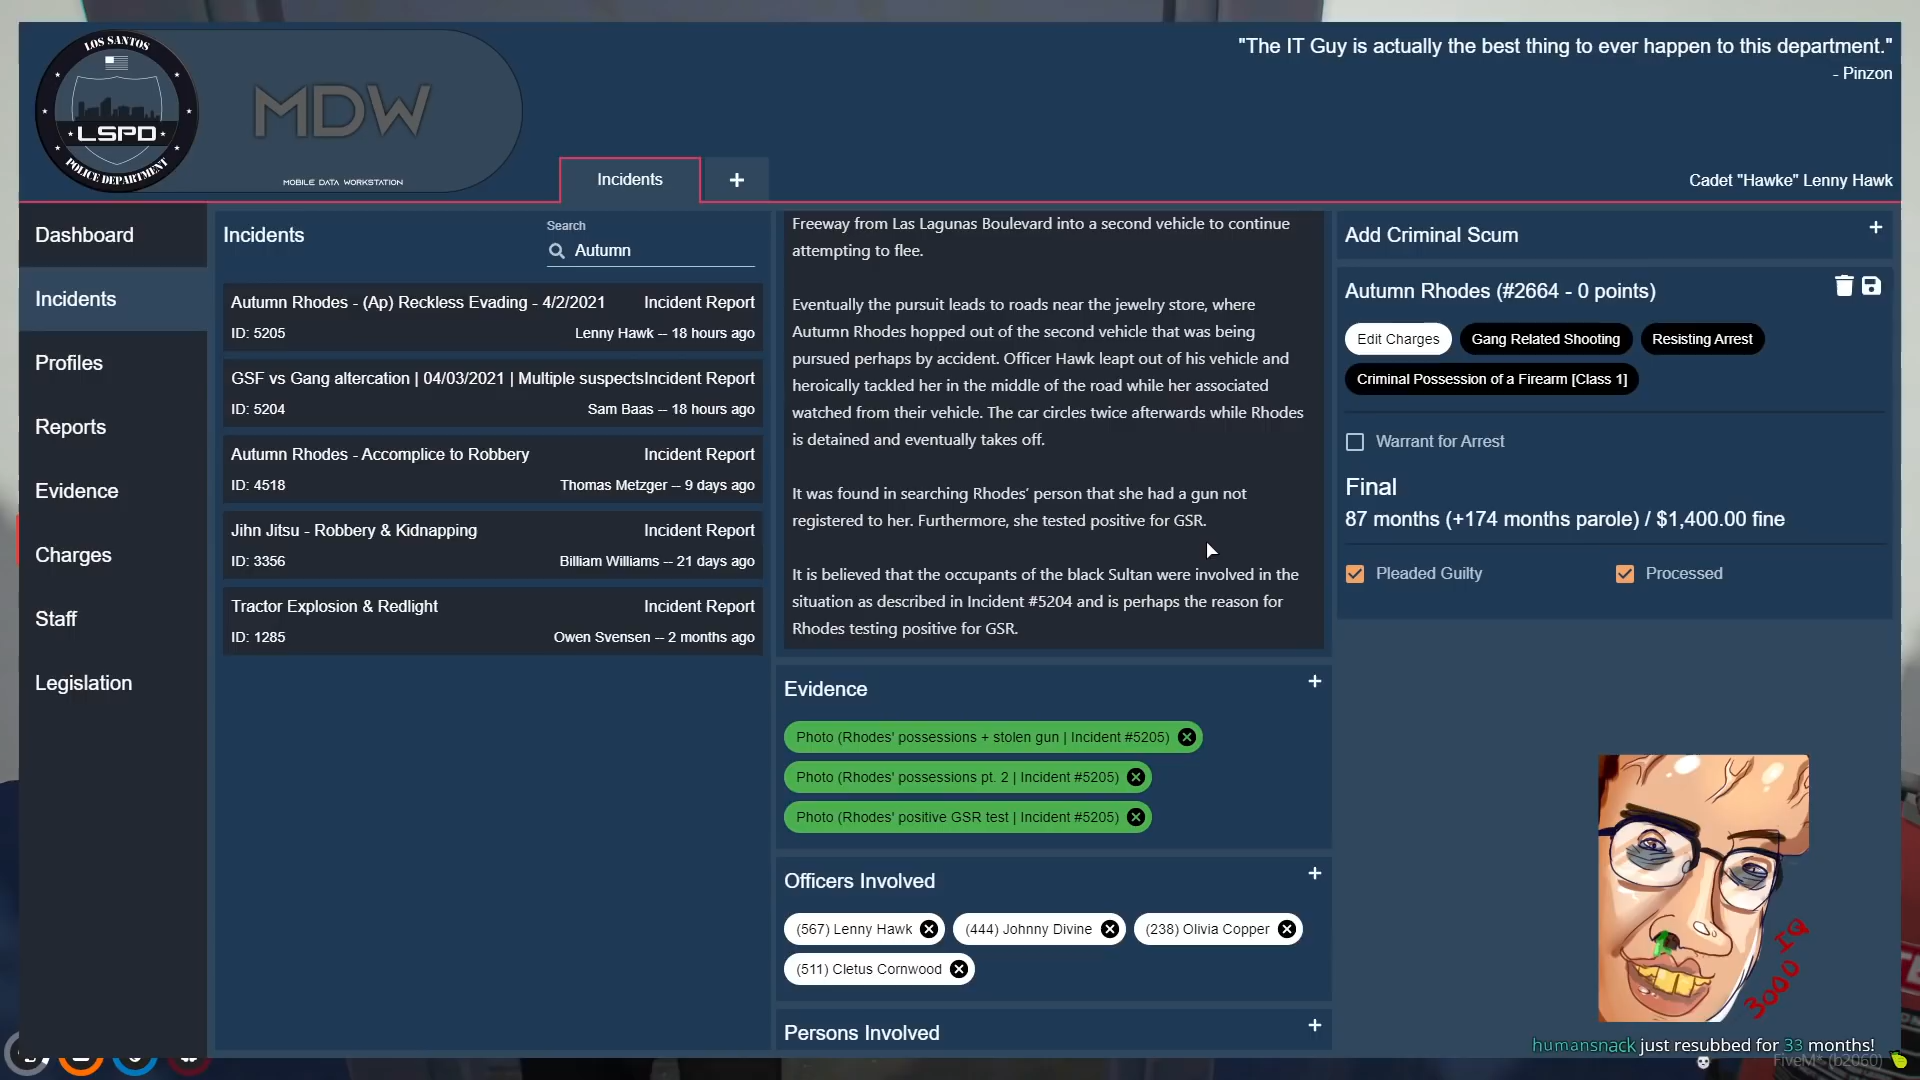 LOS SANTOS
LSPD
POLICE DEPARTMENT
MDW
MOBILE DATA WORKSTATION
"The IT Guy is actually the best thing to ever happen to this department."
- Pinzon
Incidents
+
Cadet "Hawke" Lenny Hawk
Dashboard
Incidents
Profiles
Reports
Evidence
Charges
Staff
Legislation
Incidents
Search
Autumn
Autumn Rhodes - (Ap) Reckless Evading - 4/2/2021 Incident Report
ID: 5205 Lenny Hawk -- 18 hours ago
GSF vs Gang altercation | 04/03/2021 | Multiple suspects Incident Report
ID: 5204 Sam Baas -- 18 hours ago
Autumn Rhodes - Accomplice to Robbery Incident Report
ID: 4518 Thomas Metzger -- 9 days ago
Jihn Jitsu - Robbery & Kidnapping Incident Report
ID: 3356 Billiam Williams -- 21 days ago
Tractor Explosion & Redlight Incident Report
ID: 1285 Owen Svensen -- 2 months ago
Freeway from Las Lagunas Boulevard into a second vehicle to continue
attempting to flee.
Eventually the pursuit leads to roads near the jewelry store, where
Autumn Rhodes hopped out of the second vehicle that was being
pursued perhaps by accident. Officer Hawk leapt out of his vehicle and
heroically tackled her in the middle of the road while her associated
watched from their vehicle. The car circles twice afterwards while Rhodes
is detained and eventually takes off.
It was found in searching Rhodes' person that she had a gun not
registered to her. Furthermore, she tested positive for GSR.
It is believed that the occupants of the black Sultan were involved in the
situation as described in Incident #5204 and is perhaps the reason for
Rhodes testing positive for GSR.
Evidence +
Photo (Rhodes' possessions + stolen gun | Incident #5205)
Photo (Rhodes' possessions pt. 2 | Incident #5205)
Photo (Rhodes' positive GSR test | Incident #5205)
Officers Involved +
(567) Lenny Hawk (444) Johnny Divine (238) Olivia Copper
(511) Cletus Cornwood
Persons Involved +
Add Criminal Scum +
Autumn Rhodes (#2664 - 0 points)
Edit Charges Gang Related Shooting Resisting Arrest
Criminal Possession of a Firearm [Class 1]
Warrant for Arrest
Final
87 months (+174 months parole) / $1,400.00 fine
Pleaded Guilty Processed
3000 IQ
humansnack just resubbed for 33 months!
FiveM* (b2060)